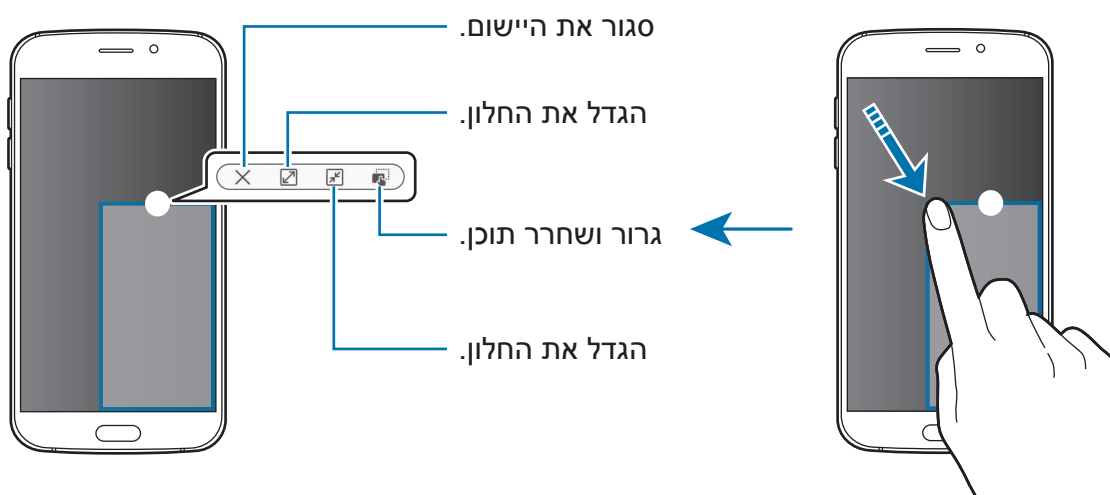 סגור את היישום.
הגדל את החלון.
גרור ושחרר תוכן.
הגדל את החלון.